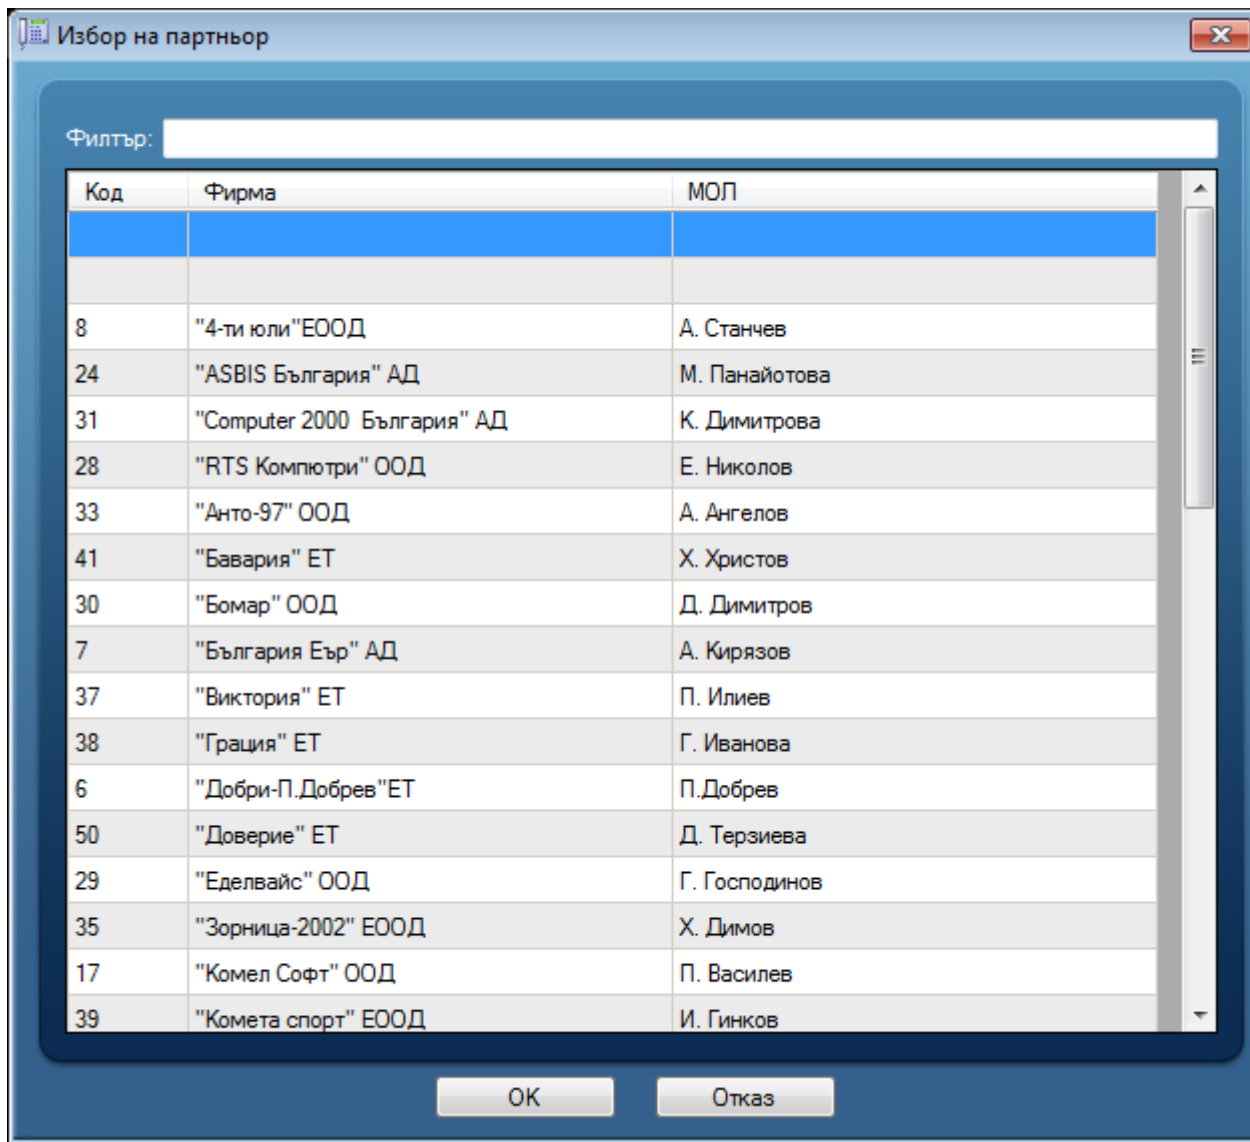 Избор на партньор
Филтър:
Код Фирма МОЛ
8 "4-ти юли"ЕООД А. Станчев
24 "ASBIS България" АД М. Панайотова
31 "Computer 2000  България" АД К. Димитрова
28 "RTS Компютри" ООД Е. Николов
33 "Анто-97" ООД А. Ангелов
41 "Бавария" ЕТ Х. Христов
30 "Бомар" ООД Д. Димитров
7 "България Еър" АД А. Кирязов
37 "Виктория" ЕТ П. Илиев
38 "Грация" ЕТ Г. Иванова
6 "Добри-П.Добрев"ЕТ П.Добрев
50 "Доверие" ЕТ Д. Терзиева
29 "Еделвайс" ООД Г. Господинов
35 "Зорница-2002" ЕООД Х. Димов
17 "Комел Софт" ООД П. Василев
39 "Комета спорт" ЕООД И. Гинков
OK Отказ